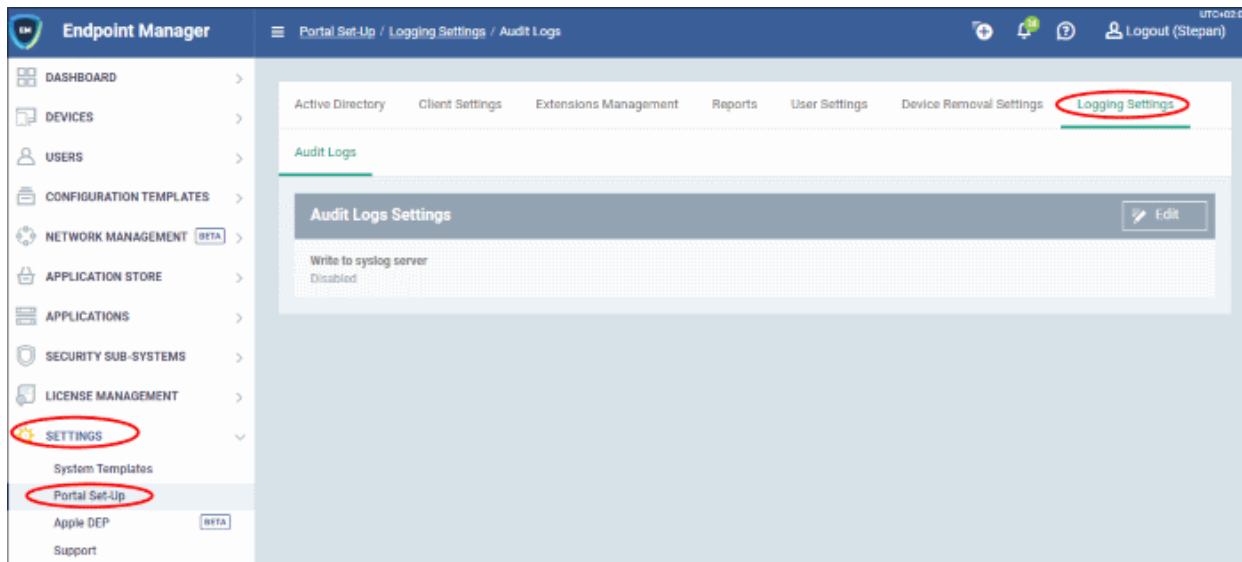 UTC+02:0
EM Endpoint Manager
Portal Set-Up / Logging Settings / Audit Logs
Logout (Stepan)
DASHBOARD
DEVICES
USERS
CONFIGURATION TEMPLATES
NETWORK MANAGEMENT BETA
APPLICATION STORE
APPLICATIONS
SECURITY SUB-SYSTEMS
LICENSE MANAGEMENT
SETTINGS
System Templates
Portal Set-Up
Apple DEP BETA
Support
Active Directory Client Settings Extensions Management Reports User Settings Device Removal Settings Logging Settings
Audit Logs
Audit Logs Settings Edit
Write to syslog server
Disabled